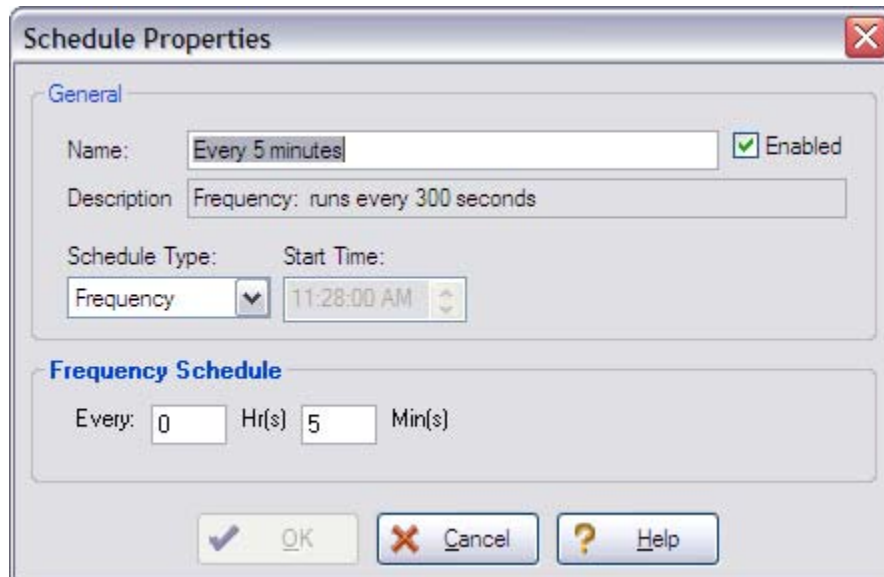 Schedule Properties
General
Name: Every 5 minutes Enabled
Description Frequency: runs every 300 seconds
Schedule Type: Start Time:
Frequency 11:28:00 AM
Frequency Schedule
Every: 0 Hr(s) 5 Min(s)
OK Cancel Help